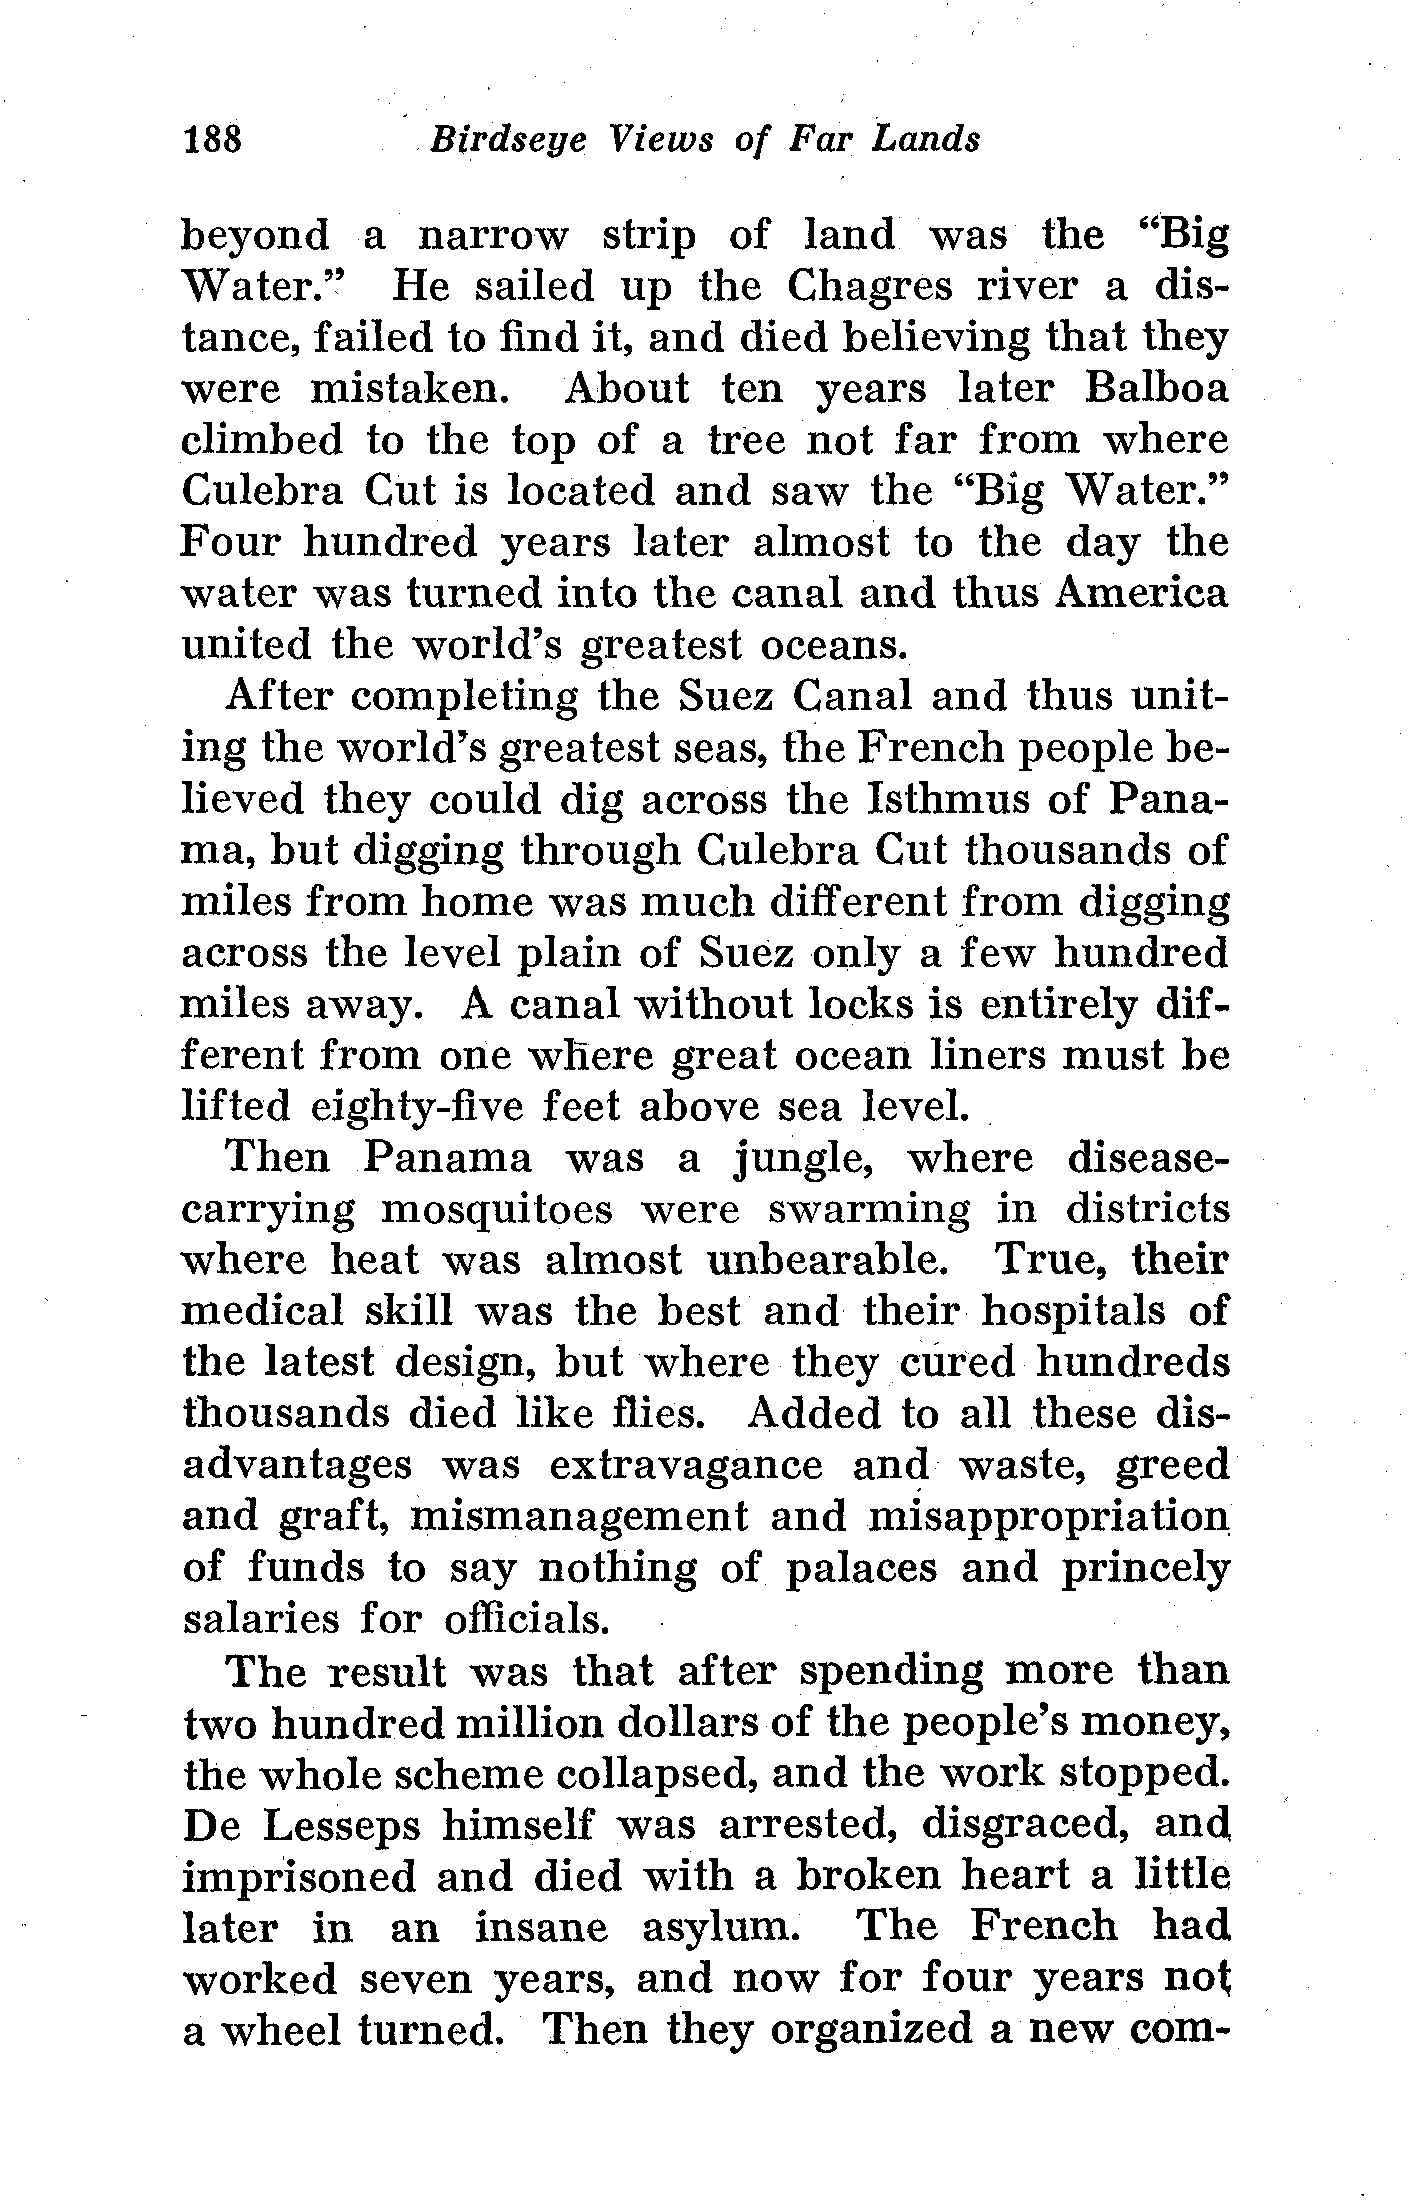 188 Birdseye Views of Far Lands
beyond a narrow strip of land was the “Big
Water.” He sailed up the Chagres river a dis-
tance, failed to find it, and died believing that they
were mistaken. About ten years later Balboa
climbed to the top of a tree not far from where
Culebra Cut is located and saw the “Big Water.”
Four hundred years later almost to the day the
water was turned into the canal and thus America
united the world’s greatest oceans.
After completing the Suez Canal and thus unit-
ing the world’s greatest seas, the French people be-
lieved they could dig across the Isthmus of Pana-
ma, but digging through Culebra Cut thousands of
miles from home was much different from digging
across the level plain of Suez only a few hundred
miles away. A canal without locks is entirely dif-
ferent from one where great ocean liners must be
lifted eighty-five feet above sea level.
Then Panama was a jungle, where disease-
carrying mosquitoes were swarming in districts
where heat was almost unbearable. True, their
medical skill was the best and their hospitals of
the latest design, but where they cured hundreds
thousands died like flies. Added to all these dis-
advantages was extravagance and waste, greed
and graft, mismanagement and misappropriation
of funds to say nothing of palaces and princely
salaries for officials.
The result was that after spending more than
two hundred million dollars of the people’s money,
the whole scheme collapsed, and the work stopped.
De Lesseps himself was arrested, disgraced, and
imprisoned and died with a broken heart a little
later in an insane asylum. The French had
worked seven years, and now for four years not
a wheel turned. Then they organized a new com-